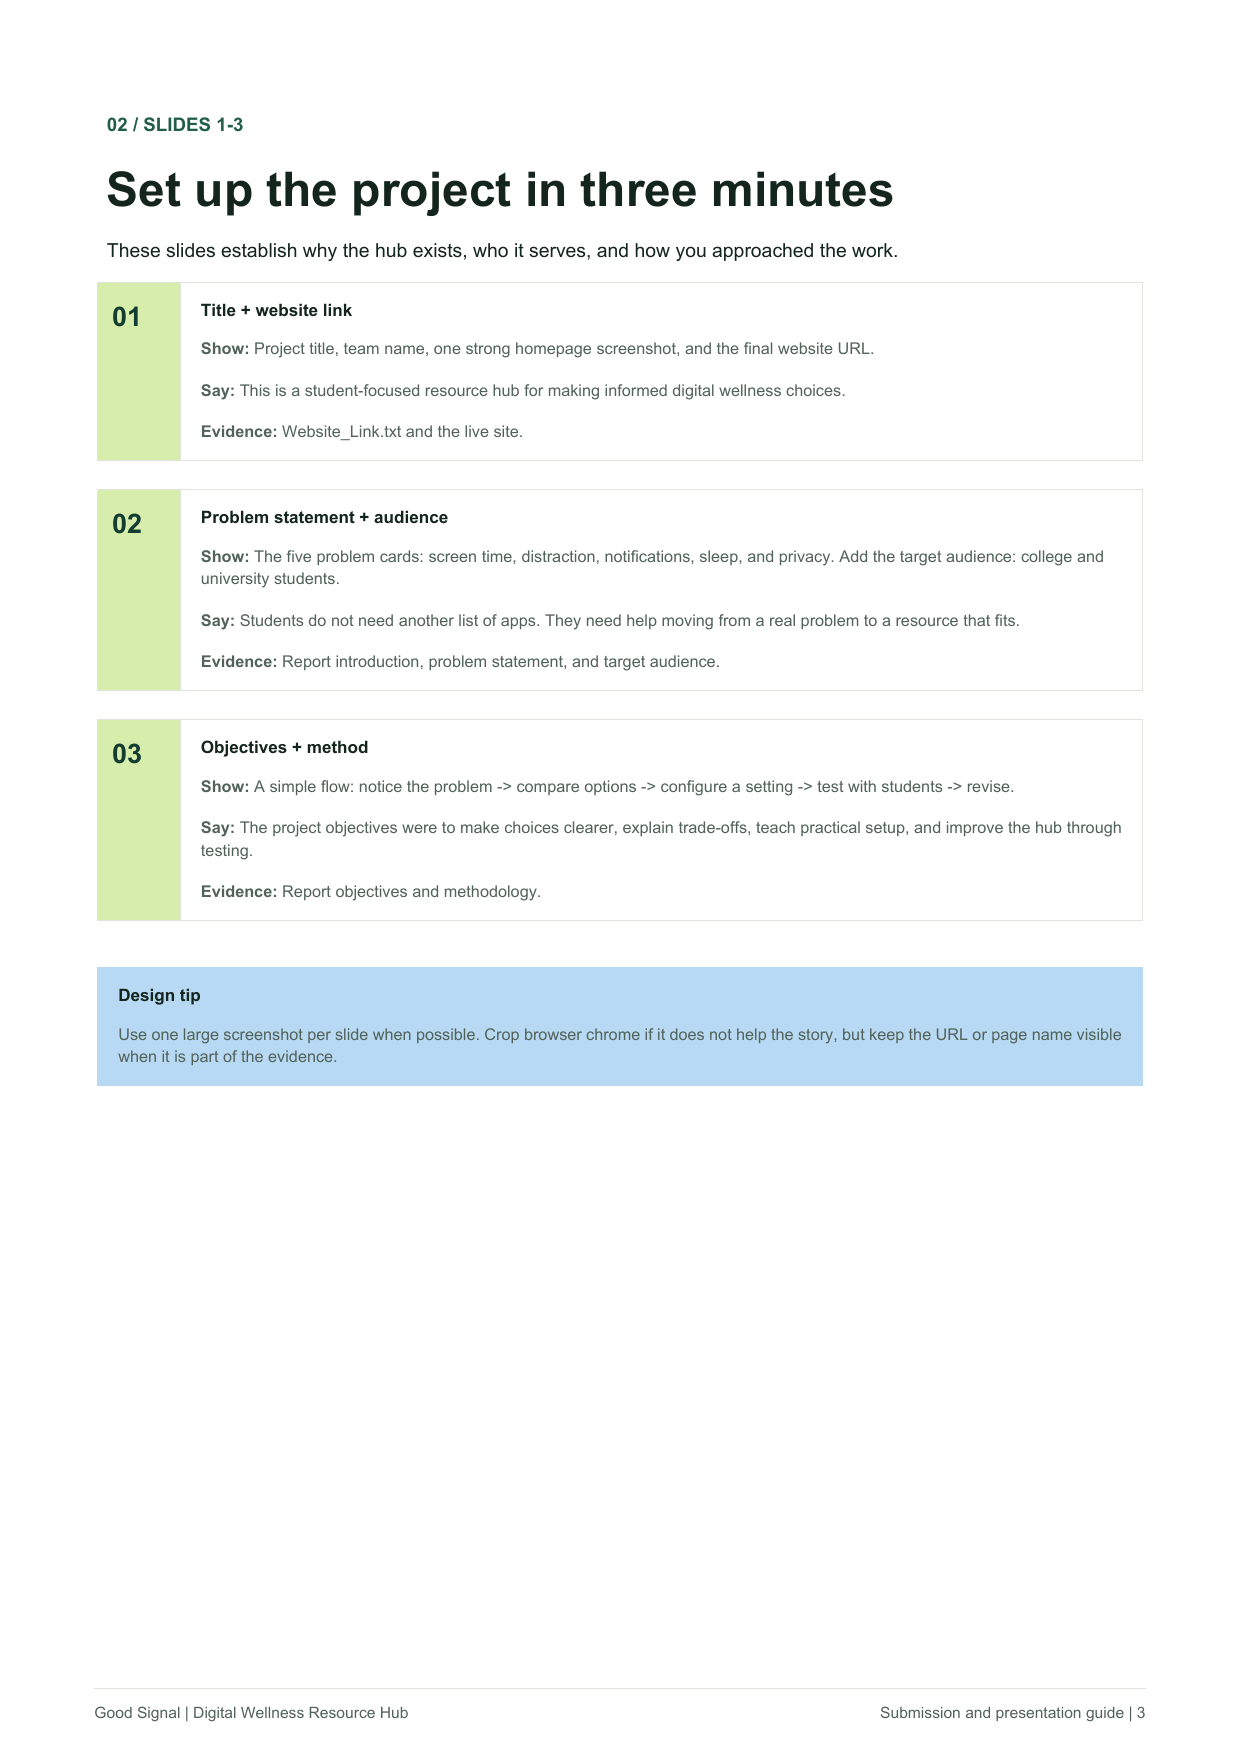 02 / SLIDES 1-3
Set up the project in three minutes
These slides establish why the hub exists, who it serves, and how you approached the work.
01
Title + website link
Show: Project title, team name, one strong homepage screenshot, and the final website URL.
Say: This is a student-focused resource hub for making informed digital wellness choices.
Evidence: Website_Link.txt and the live site.
02
Problem statement + audience
Show: The five problem cards: screen time, distraction, notifications, sleep, and privacy. Add the target audience: college and
university students.
Say: Students do not need another list of apps. They need help moving from a real problem to a resource that fits.
Evidence: Report introduction, problem statement, and target audience.
03
Objectives + method
Show: A simple flow: notice the problem -> compare options -> configure a setting -> test with students -> revise.
Say: The project objectives were to make choices clearer, explain trade-offs, teach practical setup, and improve the hub through
testing.
Evidence: Report objectives and methodology.
Design tip
Use one large screenshot per slide when possible. Crop browser chrome if it does not help the story, but keep the URL or page name visible
when it is part of the evidence.
Good Signal | Digital Wellness Resource Hub
Submission and presentation guide | 3